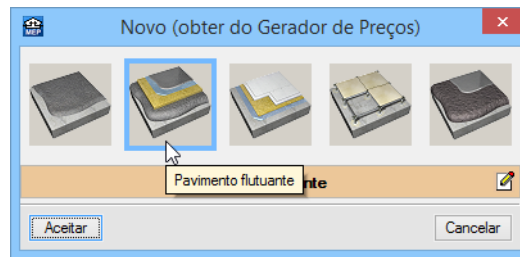 MEP
Novo (obter do Gerador de Preços)
Pavimento flutuante
nte
Aceitar
Cancelar